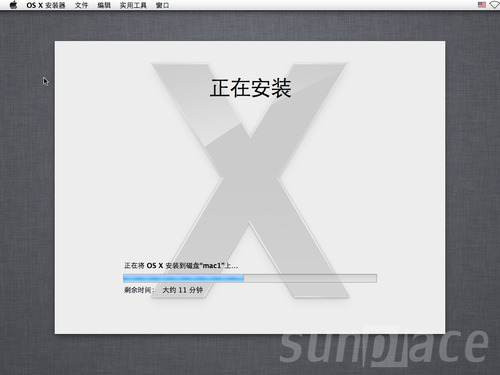 OS X 安装器 文件 编辑 实用工具 窗口
正在安装
正在将 OS X 安装到磁盘“mac1”上...
剩余时间： 大约 11 分钟
sunplace